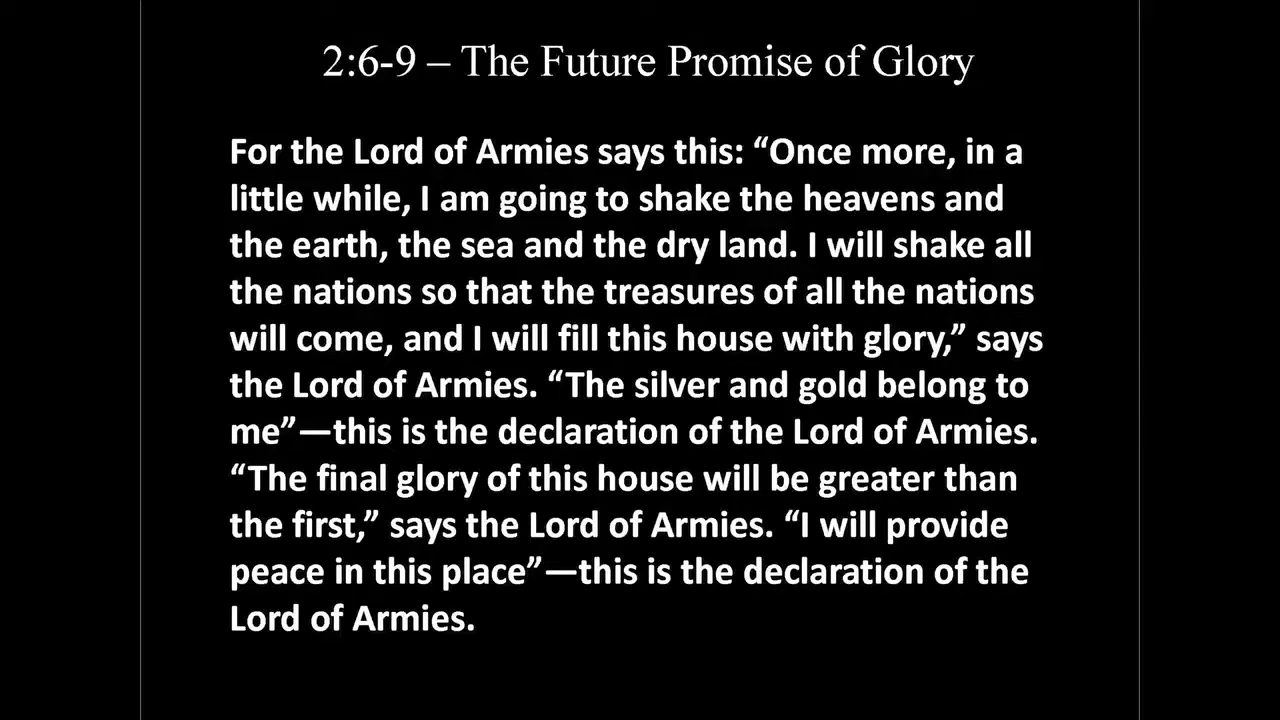 2:6-9 – The Future Promise of Glory
For the Lord of Armies says this: “Once more, in a
little while, I am going to shake the heavens and
the earth, the sea and the dry land. I will shake all
the nations so that the treasures of all the nations
will come, and I will fill this house with glory,” says
the Lord of Armies. “The silver and gold belong to
me”—this is the declaration of the Lord of Armies.
“The final glory of this house will be greater than
the first,” says the Lord of Armies. “I will provide
peace in this place”—this is the declaration of the
Lord of Armies.